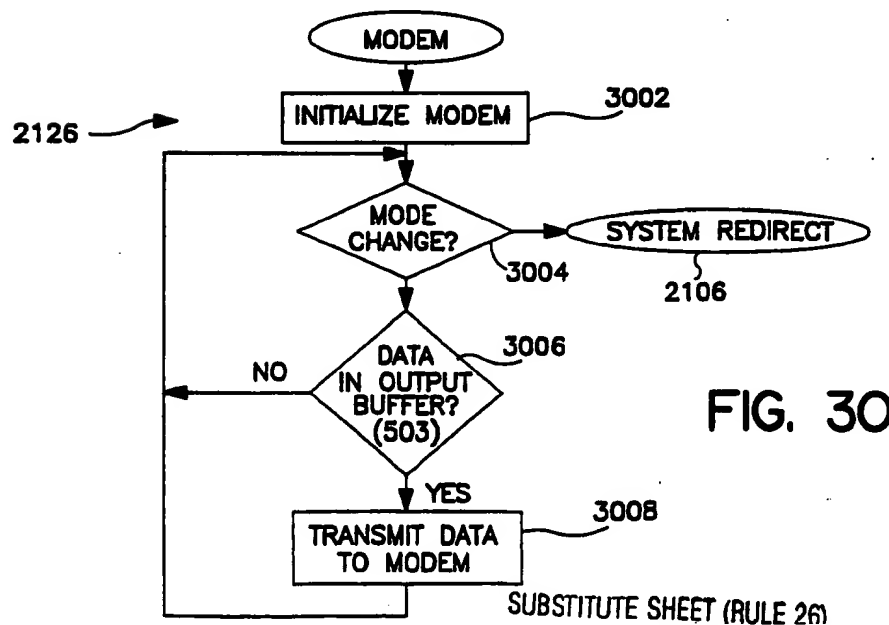 MODEM
INITIALIZE MODEM
3002
2126
MODE
CHANGE?
3004
SYSTEM REDIRECT
2106
DATA
IN OUTPUT
BUFFER?
(503)
3006
NO
FIG. 30
YES
TRANSMIT DATA
TO MODEM
3008
SUBSTITUTE SHEET (RULE 26)